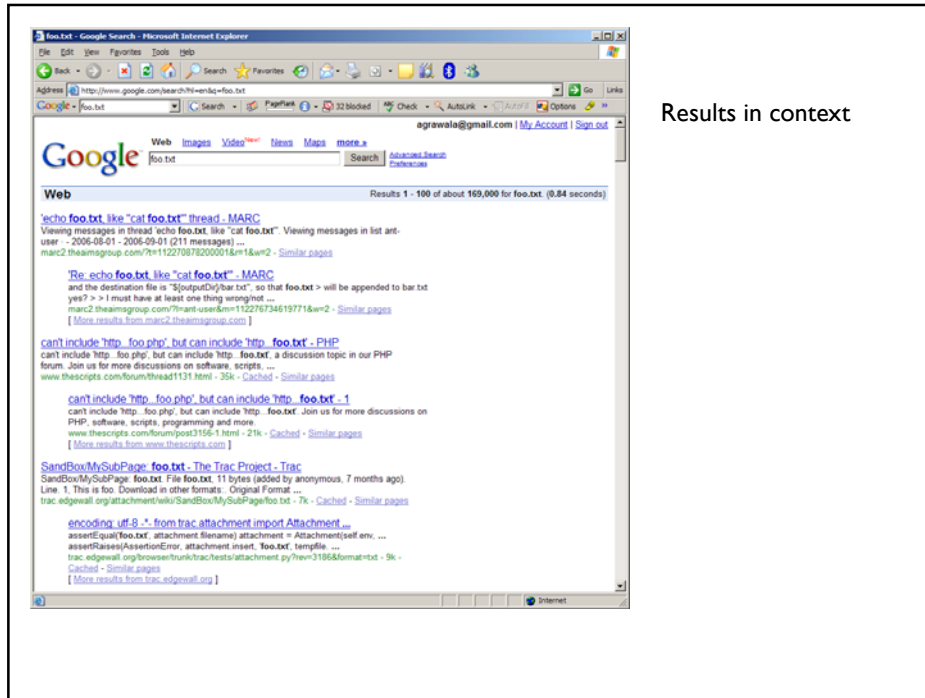 foo.txt - Google Search - Microsoft Internet Explorer
File Edit View Favorites Tools Help
Back Search Favorites
Address http://www.google.com/search?hl=en&q=foo.txt Go Links
Google foo.txt Search PageRank 32 blocked Check AutoLink AutoFill Options
agrawala@gmail.com | My Account | Sign out
Google
Web Images Video New! News Maps more »
foo.txt Search Advanced Search
Preferences
Web Results 1 - 100 of about 169,000 for foo.txt. (0.84 seconds)
'echo foo.txt, like "cat foo.txt"' thread - MARC
Viewing messages in thread 'echo foo.txt, like "cat foo.txt"'. Viewing messages in list ant-
user · - 2006-08-01 - 2006-09-01 (211 messages) ...
marc2.theaimsgroup.com/?t=112270878200001&r=1&w=2 - Similar pages
'Re: echo foo.txt, like "cat foo.txt"' - MARC
and the destination file is "${outputDir}/bar.txt", so that foo.txt > will be appended to bar.txt
yes? > > I must have at least one thing wrong/not ...
marc2.theaimsgroup.com/?l=ant-user&m=112276734619771&w=2 - Similar pages
[ More results from marc2.theaimsgroup.com ]
can't include 'http...foo.php', but can include 'http...foo.txt' - PHP
can't include 'http...foo.php', but can include 'http...foo.txt', a discussion topic in our PHP
forum. Join us for more discussions on software, scripts, ...
www.thescripts.com/forum/thread1131.html - 35k - Cached - Similar pages
can't include 'http...foo.php', but can include 'http...foo.txt' - 1
can't include 'http...foo.php', but can include 'http...foo.txt'. Join us for more discussions on
PHP, software, scripts, programming and more.
www.thescripts.com/forum/post3156-1.html - 21k - Cached - Similar pages
[ More results from www.thescripts.com ]
SandBox/MySubPage: foo.txt - The Trac Project - Trac
SandBox/MySubPage: foo.txt. File foo.txt, 11 bytes (added by anonymous, 7 months ago).
Line. 1, This is foo. Download in other formats:. Original Format ...
trac.edgewall.org/attachment/wiki/SandBox/MySubPage/foo.txt - 7k - Cached - Similar pages
encoding: utf-8 -*- from trac.attachment import Attachment ...
assertEqual('foo.txt', attachment.filename) attachment = Attachment(self.env, ...
assertRaises(AssertionError, attachment.insert, 'foo.txt', tempfile. ...
trac.edgewall.org/browser/trunk/trac/tests/attachment.py?rev=3186&format=txt - 9k -
Cached - Similar pages
[ More results from trac.edgewall.org ]
Internet
Results in context